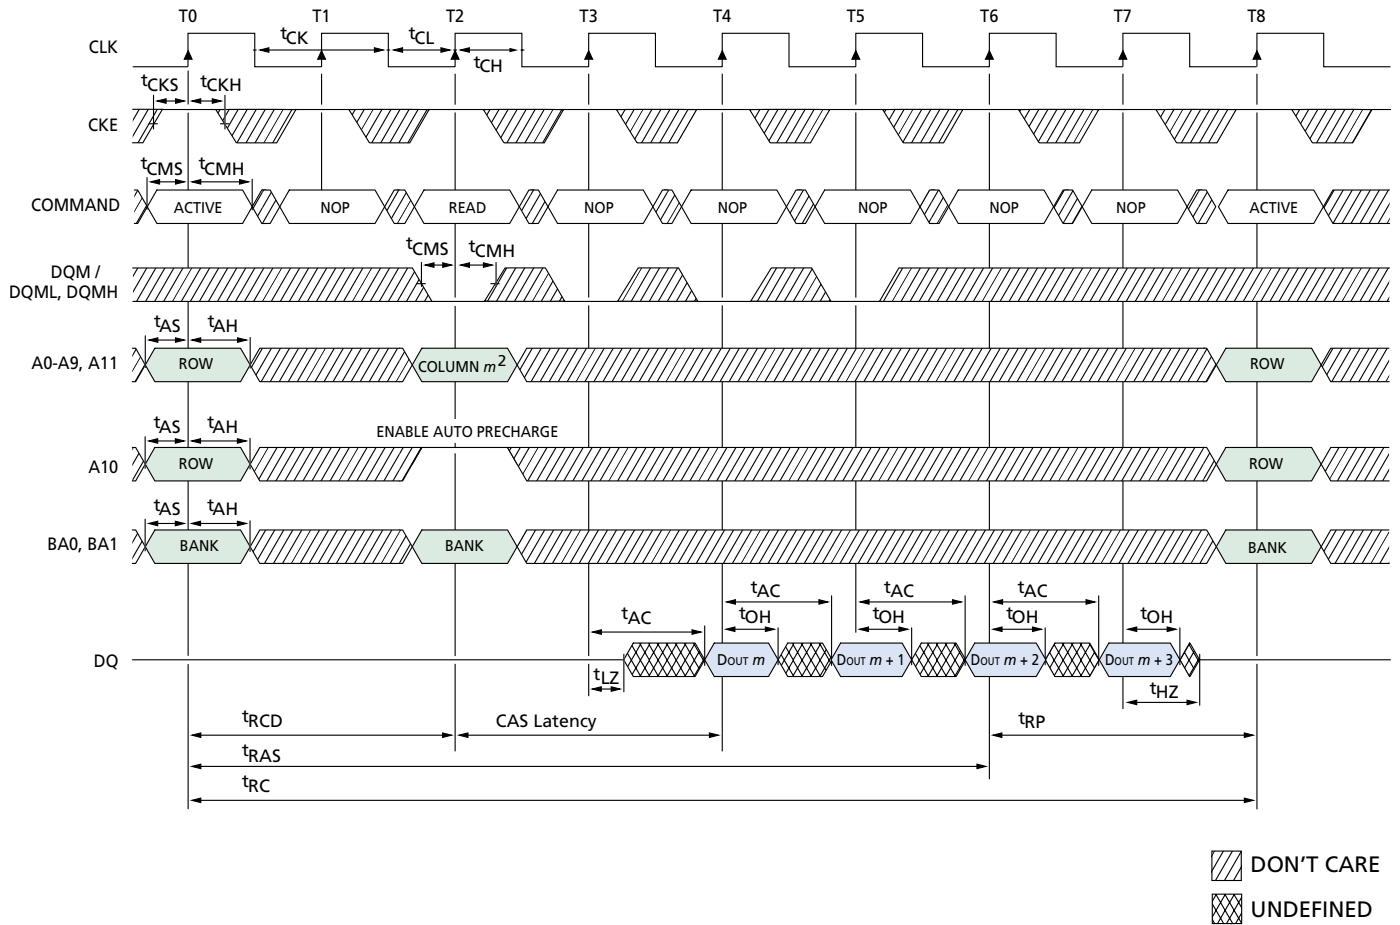 T0 T1 T2 T3 T4 T5 T6 T7 T8
CLK
tCK tCL tCH
tCKS tCKH
CKE
tCMS tCMH
COMMAND ACTIVE NOP READ NOP NOP NOP NOP NOP ACTIVE
tCMS tCMH
DQM /
DQML, DQMH
tAS tAH
A0-A9, A11 ROW COLUMN m2 ROW
tAS tAH
ENABLE AUTO PRECHARGE
A10 ROW ROW
tAS tAH
BA0, BA1 BANK BANK BANK
tAC tAC tAC
tAC tOH tOH tOH tOH
DQ DOUT m DOUT m + 1 DOUT m + 2 DOUT m + 3
tLZ tHZ
tRCD CAS Latency tRP
tRAS
tRC
DON'T CARE
UNDEFINED